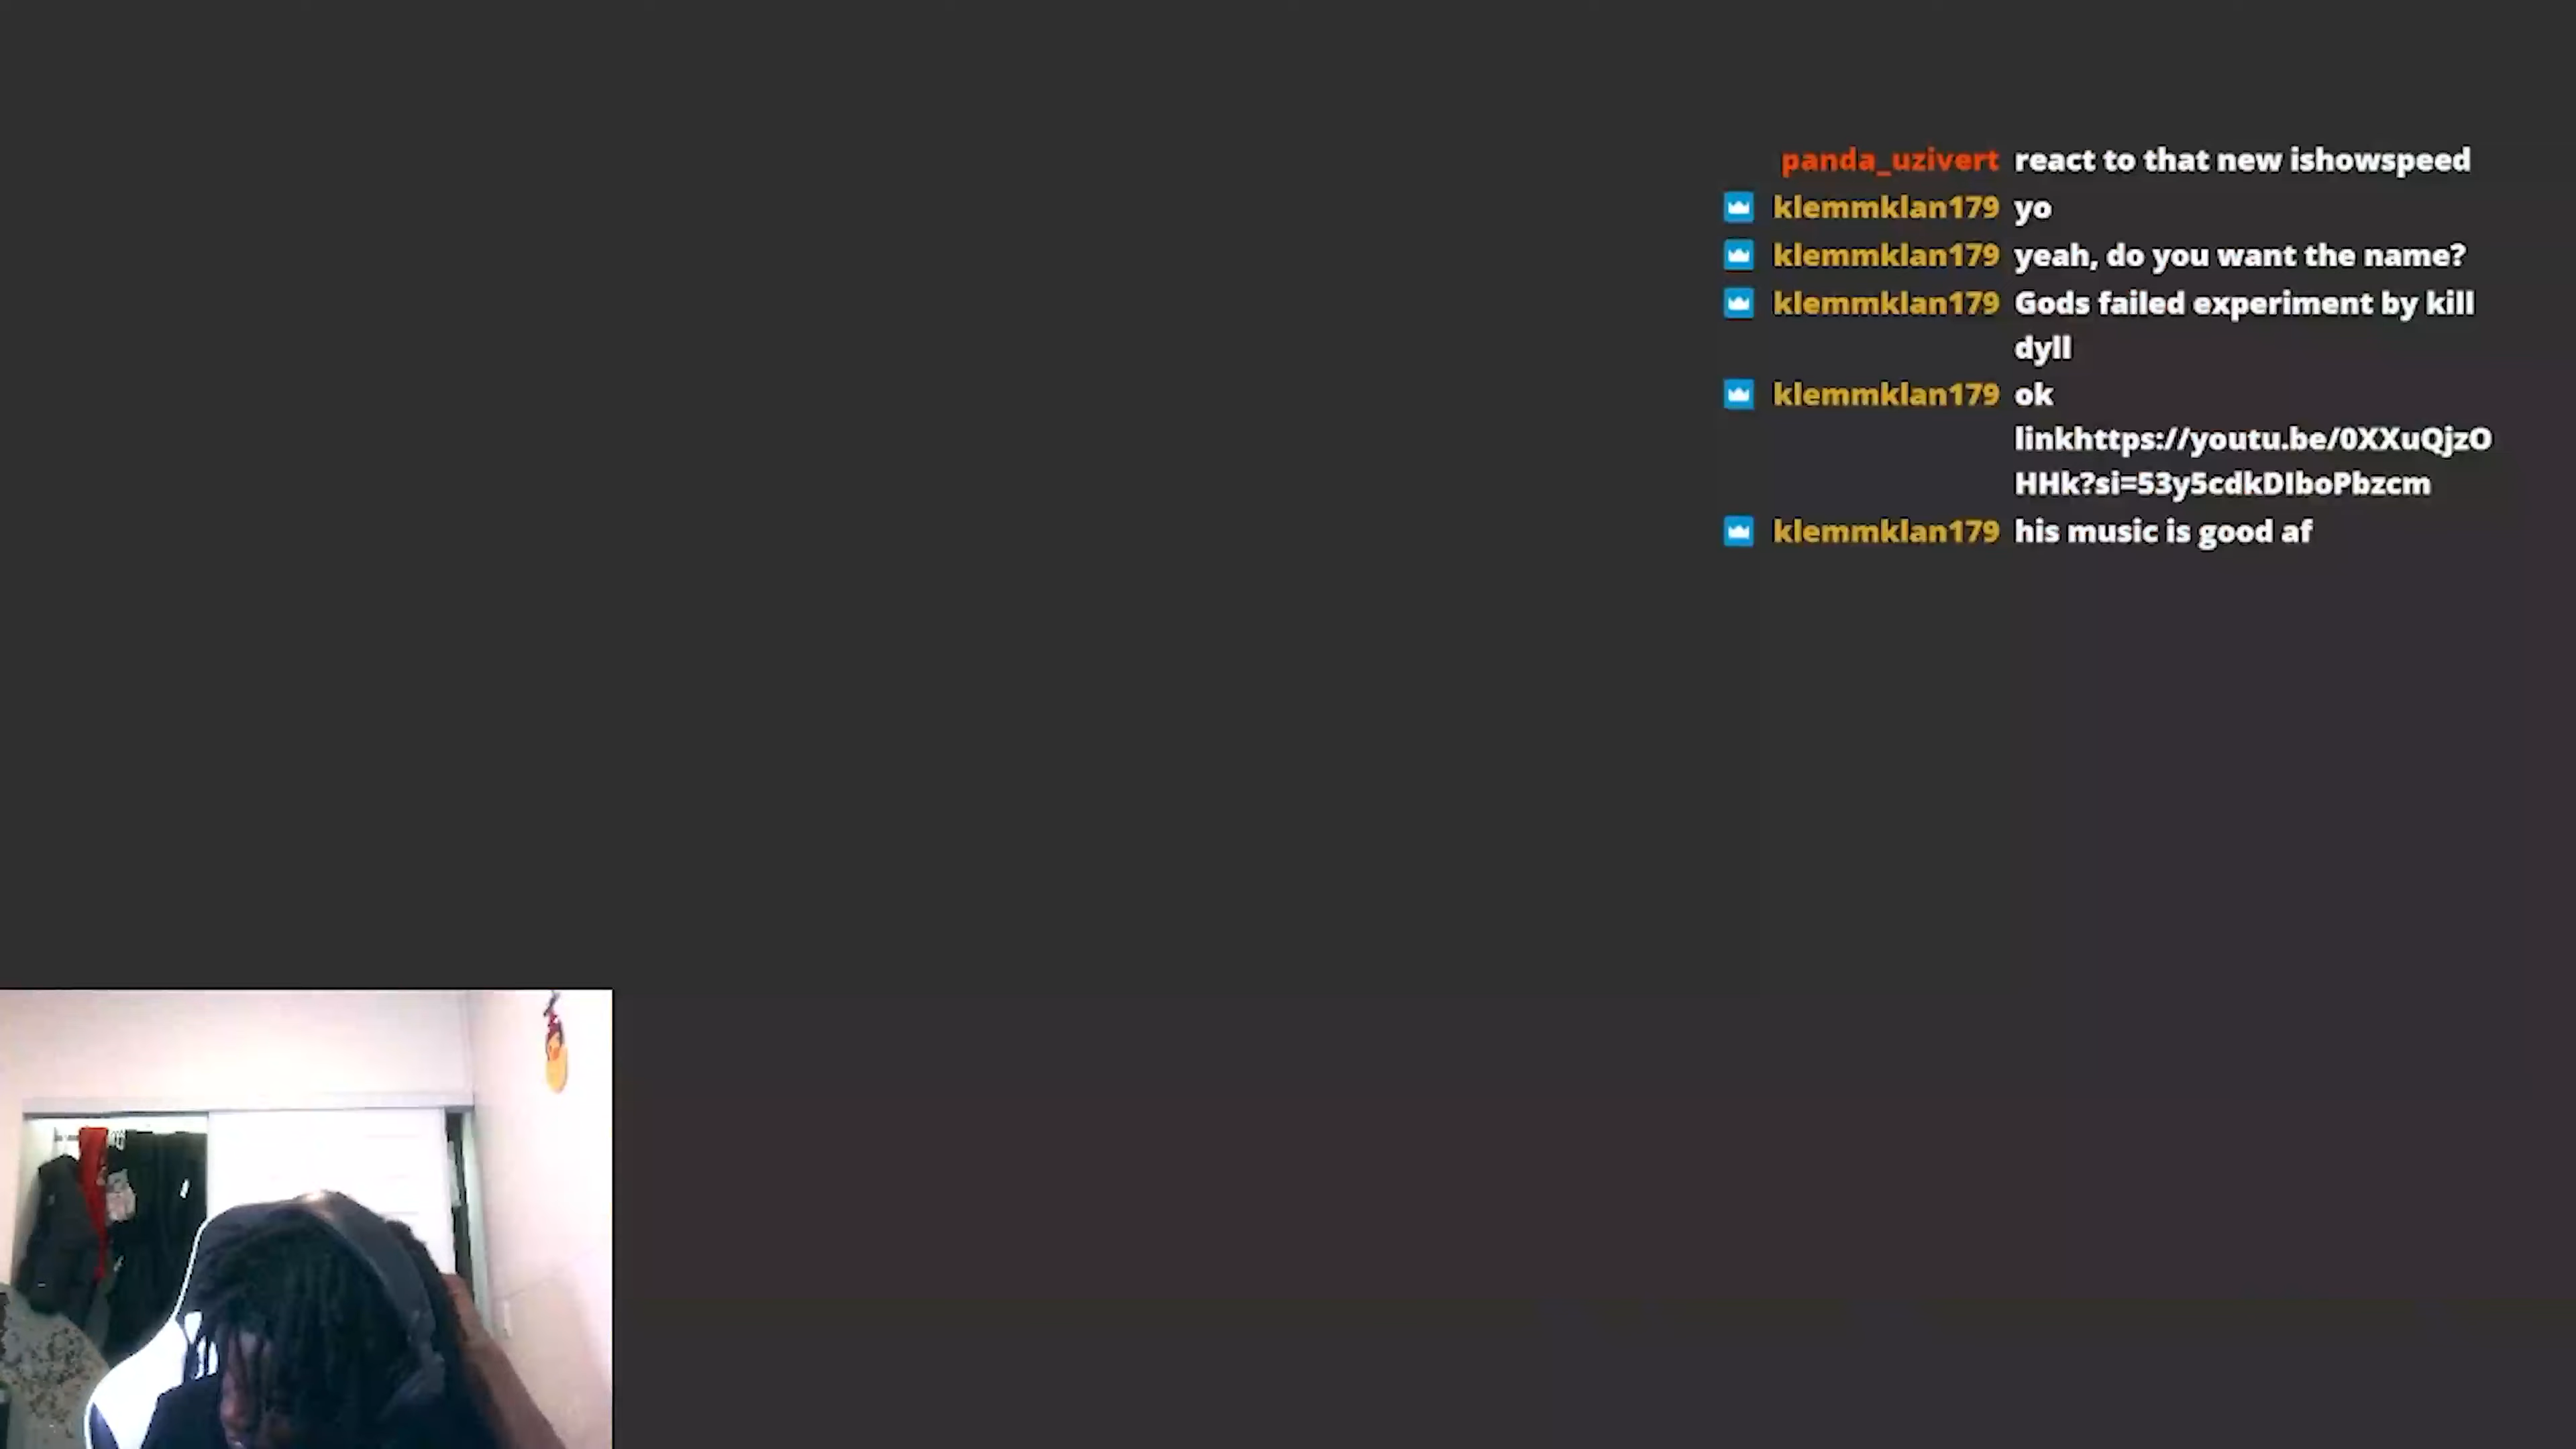 panda_uzivert react to that new ishowspeed
klemmklan179 yo
klemmklan179 yeah, do you want the name?
klemmklan179 Gods failed experiment by kill
dyll
klemmklan179 ok
linkhttps://youtu.be/0XXuQjzO
HHk?si=53y5cdkDIboPbzcm
klemmklan179 his music is good af